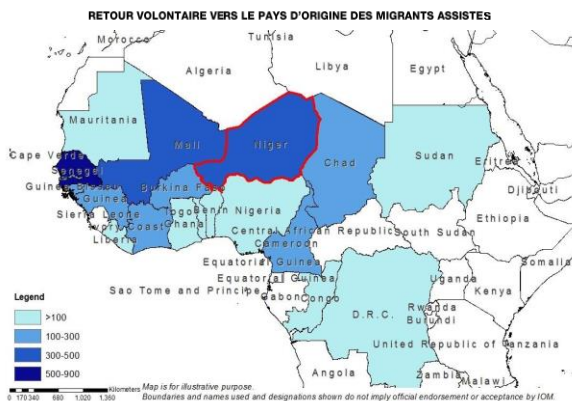 RETOUR VOLONTAIRE VERS LE PAYS D'ORIGINE DES MIGRANTS ASSISTES
Morocco
Tunisia
Algeria
Libya
Egypt
Mauritania
Mali
Niger
Chad
Sudan
Eritrea
Cape Verde
Senegal
Guinea Bissau
Guinea
Burkina Faso
Djibouti
Sierra Leone
Ivory Coast
Togo
Benin
Nigeria
Ghana
Liberia
Central African Republic
South Sudan
Ethiopia
Cameroon
Equatorial Guinea
Somalia
Equatorial Guinea
Uganda
Sao Tome and Principe
Gabon
Congo
Kenya
D.R.C.
Rwanda
Burundi
United Republic of Tanzania
Angola
Zambia
Malawi
Legend
>100
100-300
300-500
500-900
Kilometers
0 170 340 680 1,020 1,360
Map is for illustrative purpose.
Boundaries and names used and designations shown do not imply official endorsement or acceptance by IOM.